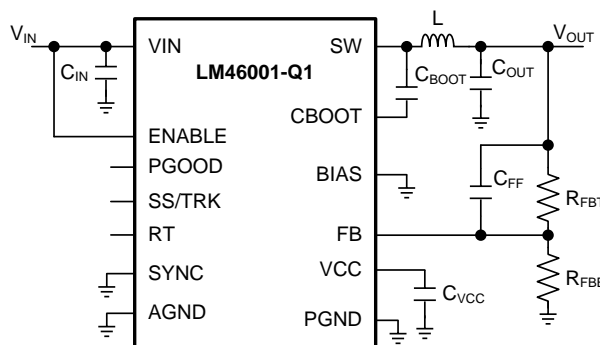 VIN
VIN
SW
L
VOUT
CIN
LM46001-Q1
CBOOT
COUT
CBOOT
ENABLE
PGOOD
BIAS
CFF
SS/TRK
RFBT
RT
FB
SYNC
VCC
RFBB
CVCC
AGND
PGND